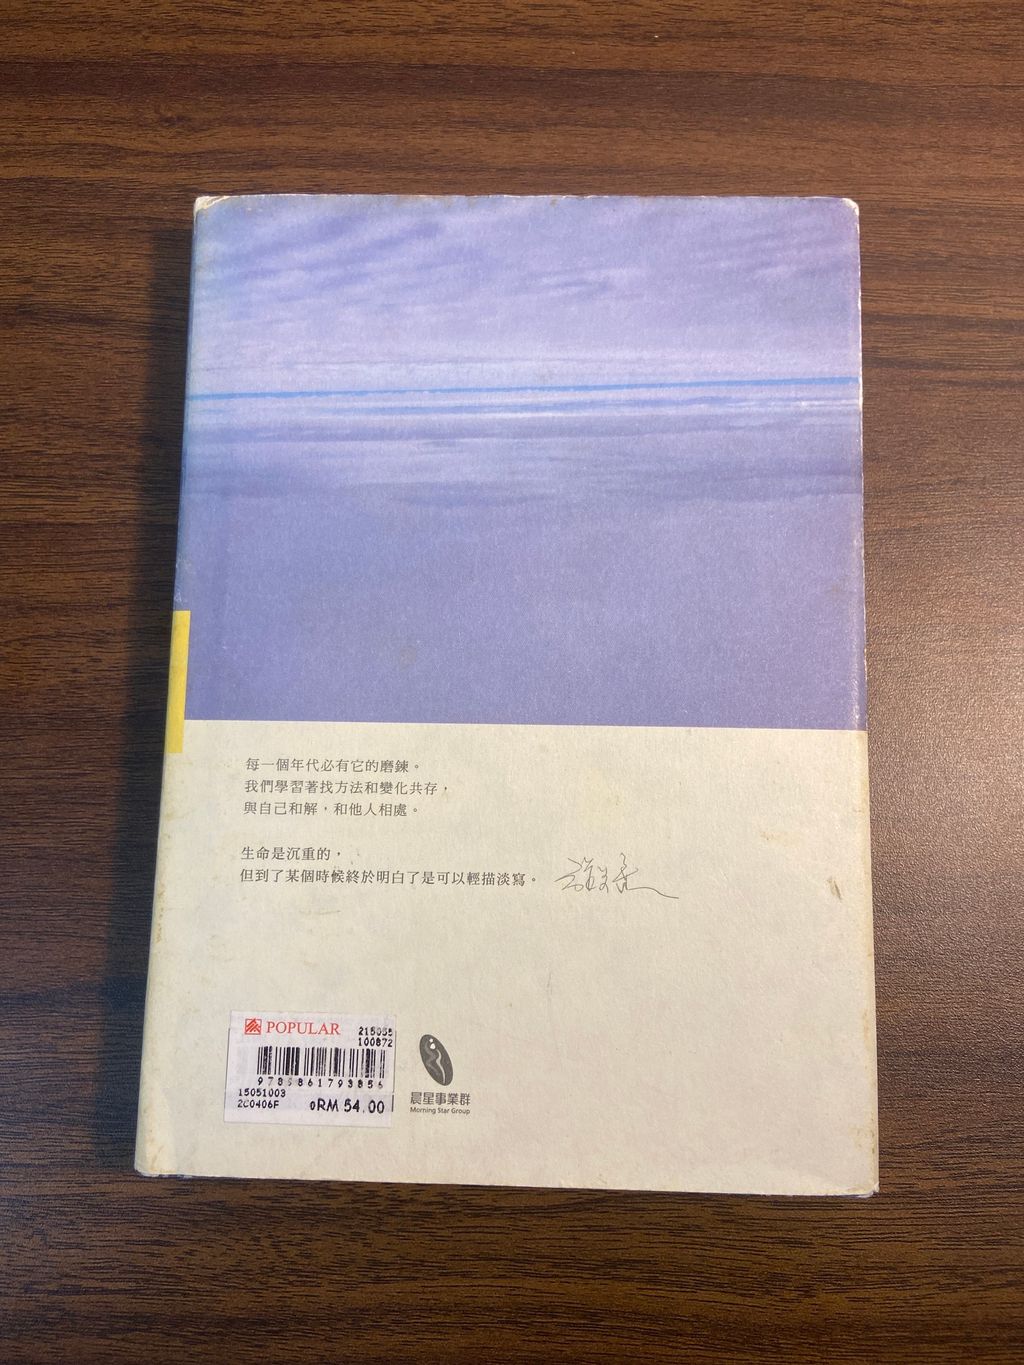 每一個年代必有它的磨鍊。
我們學習著找方法和變化共存，
與自己和解，和他人相處。
生命是沉重的，
但到了某個時候終於明白了是可以輕描淡寫。
POPULAR
215055
100872
9789861793856
15051003
2C0406F
RM 54.00
晨星事業群
Morning Star Group